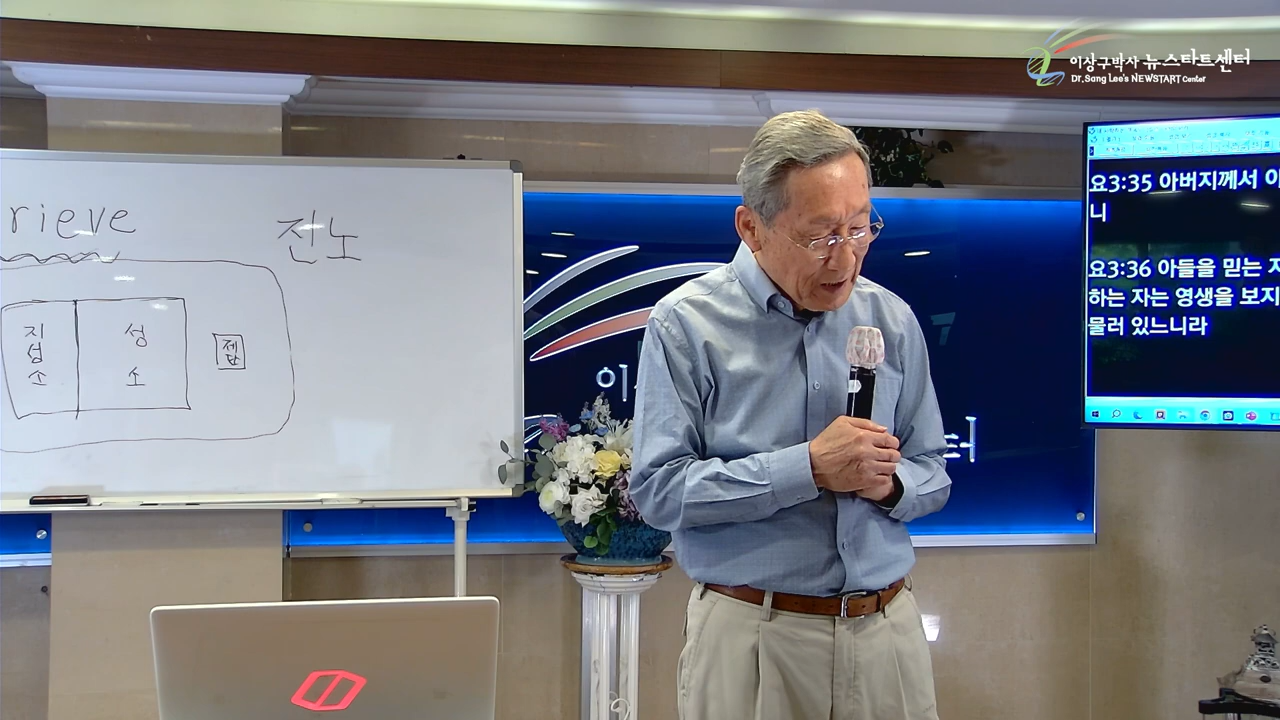 이상구박사 뉴스타트센터
Dr. Sang Lee's NEWSTART Center
rieve
진노
지성소
성소
제단
요3:35 아버지께서 아
니
요3:36 아들을 믿는 자
하는 자는 영생을 보지
물러 있느니라